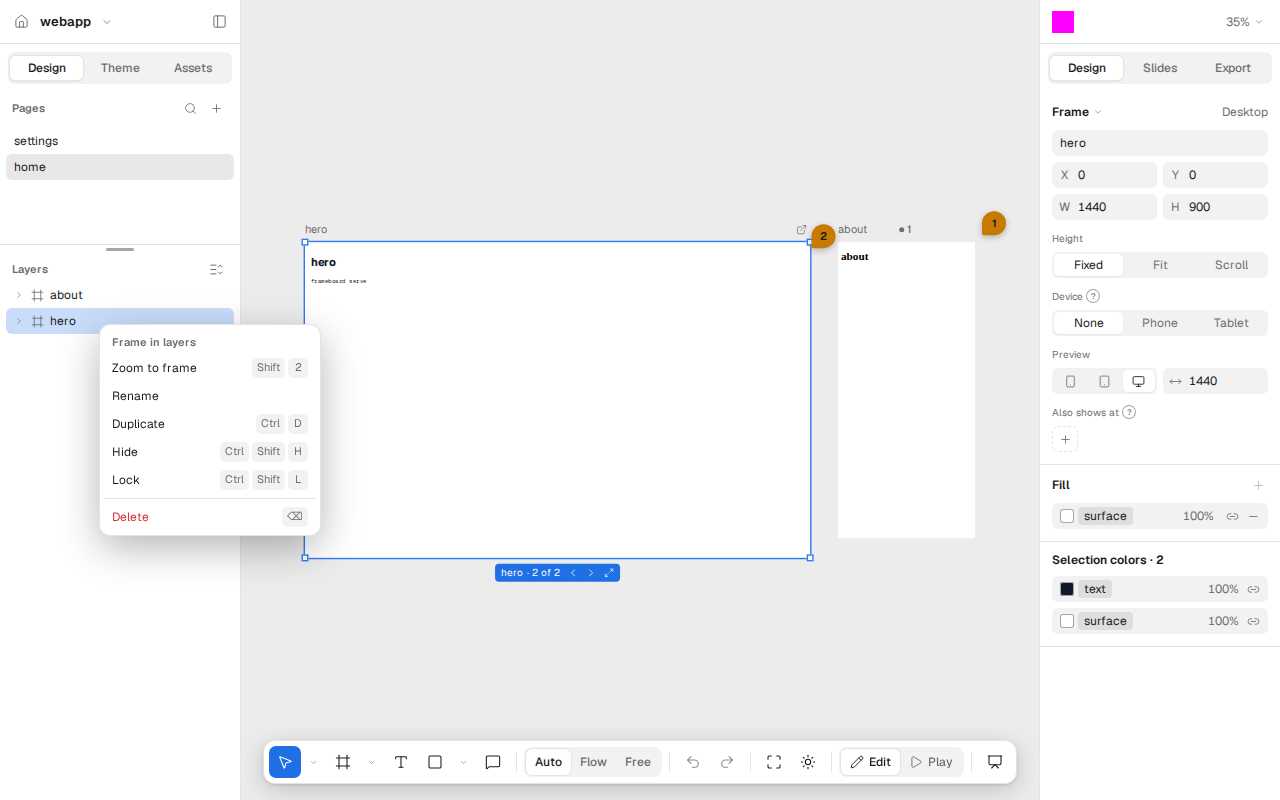 webapp
Design Theme Assets
Pages
settings
home
Layers
about
hero
Frame in layers
Zoom to frame Shift 2
Rename
Duplicate Ctrl D
Hide Ctrl Shift H
Lock Ctrl Shift L
Delete ⌫
hero
2
about 1
1
hero
frameboard serve
about
hero · 2 of 2
Auto Flow Free
Edit Play
35%
Design Slides Export
Frame Desktop
hero
X 0 Y 0
W 1440 H 900
Height
Fixed Fit Scroll
Device ?
None Phone Tablet
Preview
1440
Also shows at ?
Fill
surface 100%
Selection colors · 2
text 100%
surface 100%